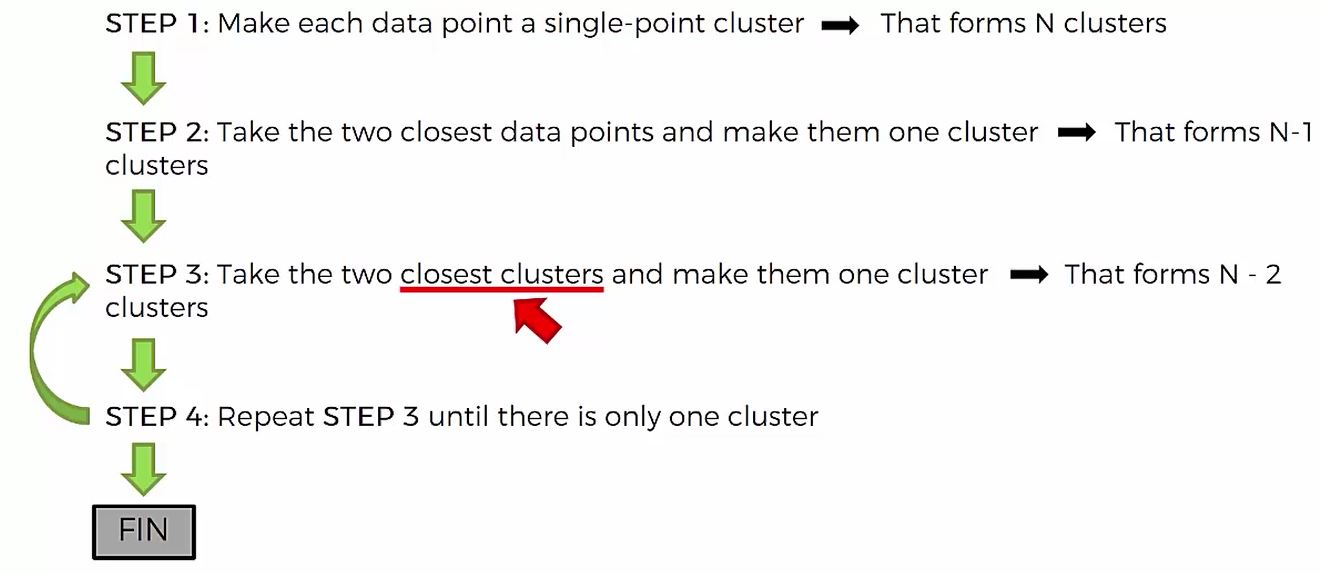 STEP 1: Make each data point a single-point cluster ➡ That forms N clusters
STEP 2: Take the two closest data points and make them one cluster ➡ That forms N-1
clusters
STEP 3: Take the two closest clusters and make them one cluster ➡ That forms N - 2
clusters
STEP 4: Repeat STEP 3 until there is only one cluster
FIN